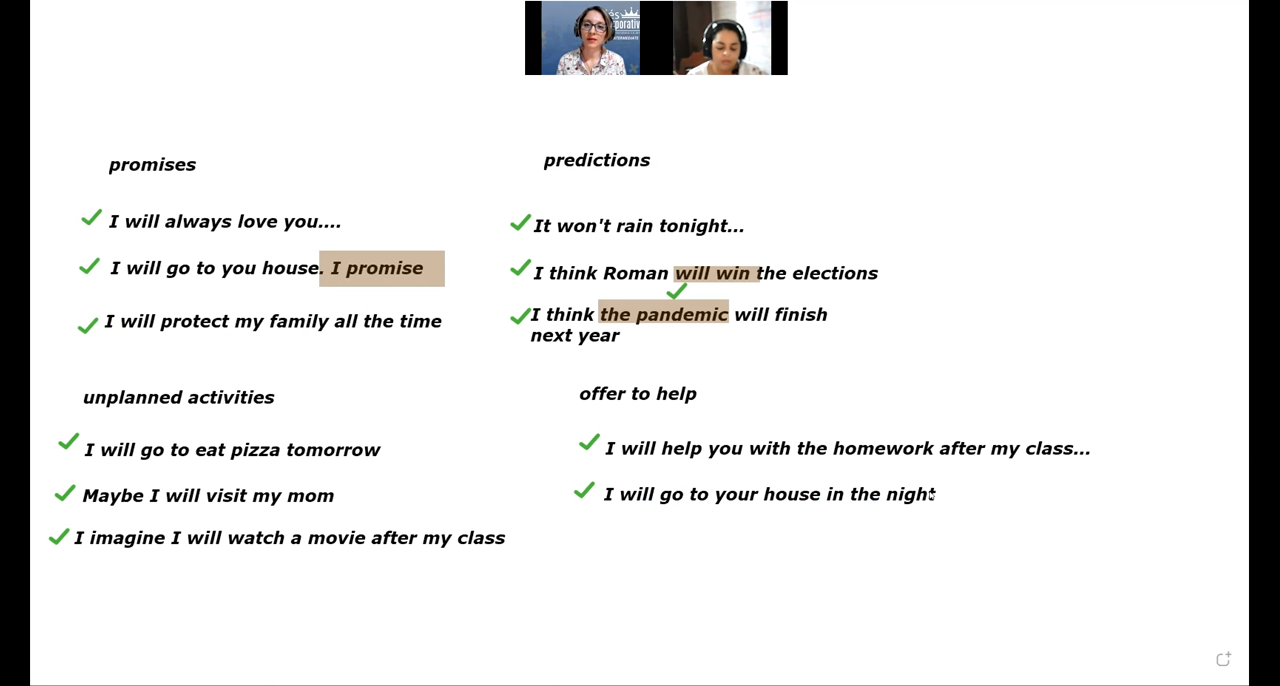 promises
I will always love you....
I will go to you house. I promise
I will protect my family all the time
predictions
It won't rain tonight...
I think Roman will win the elections
I think the pandemic will finish
next year
unplanned activities
I will go to eat pizza tomorrow
Maybe I will visit my mom
I imagine I will watch a movie after my class
offer to help
I will help you with the homework after my class...
I will go to your house in the night